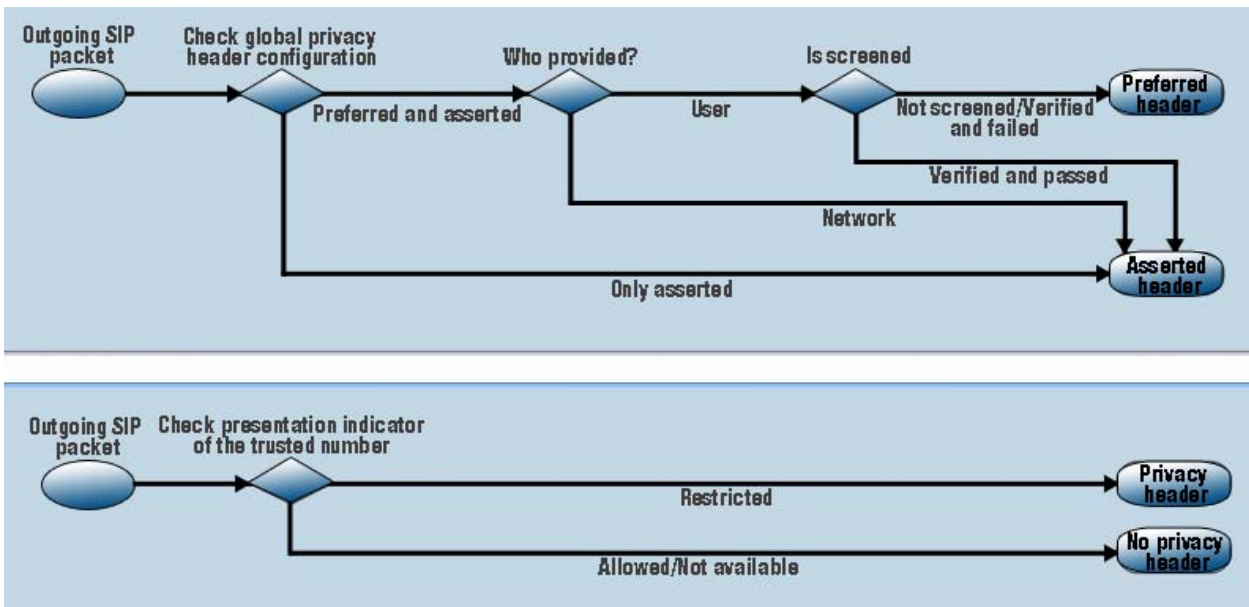 Outgoing SIP
packet
Check global privacy
header configuration
Who provided?
Is screened
Preferred
header
Preferred and asserted
User
Not screened/Verified
and failed
Verified and passed
Network
Asserted
header
Only asserted
Outgoing SIP
packet
Check presentation indicator
of the trusted number
Privacy
header
Restricted
No privacy
header
Allowed/Not available